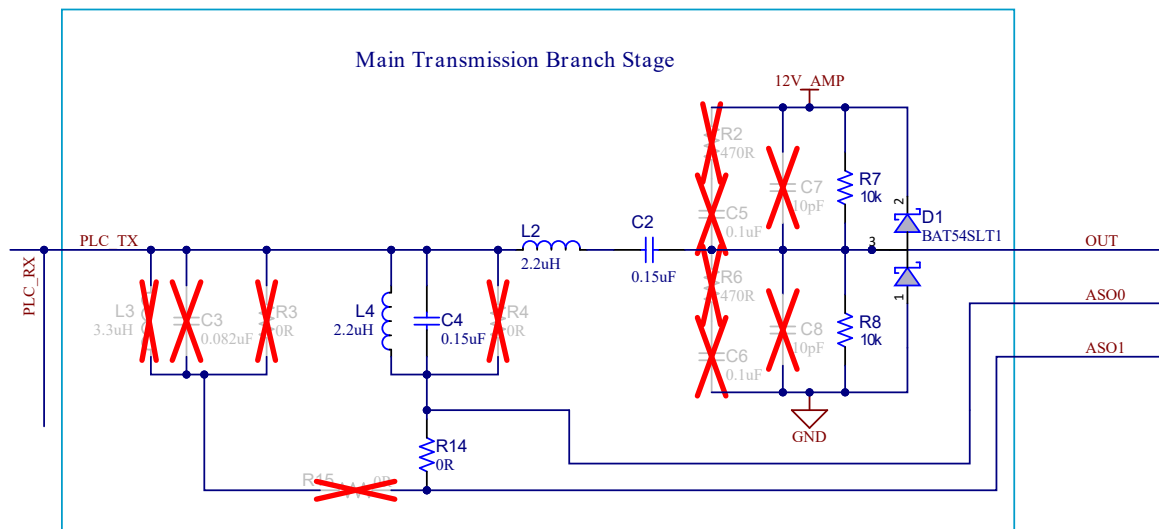 Main Transmission Branch Stage
12V_AMP
R2
470R
C7
10pF
R7
10k
2
D1
BAT54SLT1
C5
0.1uF
PLC_TX
L2
2.2uH
C2
0.15uF
3
OUT
PLC_RX
L3
3.3uH
C3
0.082uF
R3
0R
L4
2.2uH
C4
0.15uF
R4
0R
R6
470R
C8
10pF
R8
10k
1
ASO0
C6
0.1uF
ASO1
GND
R14
0R
R15
0R